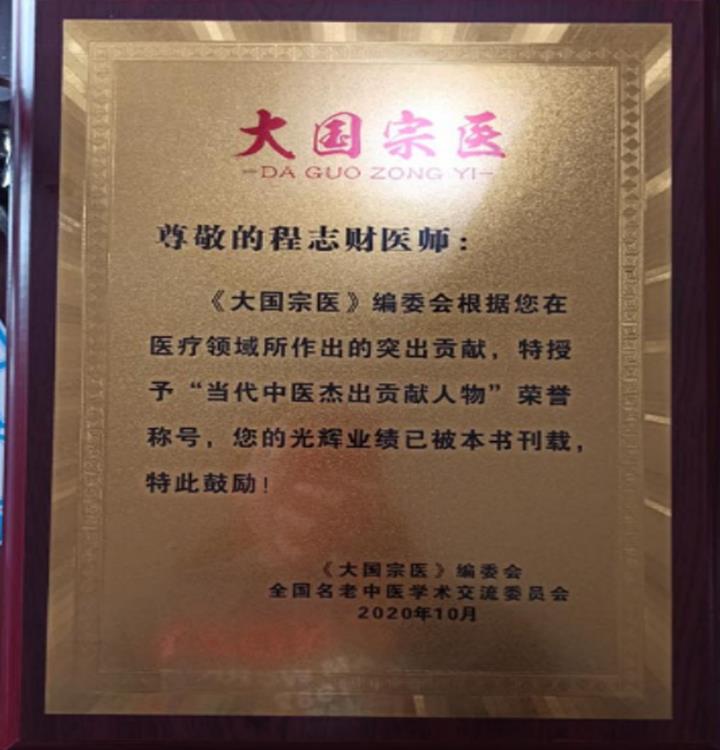 大国宗医
-DA GUO ZONG YI-
尊敬的程志财医师：
《大国宗医》编委会根据您在
医疗领域所作出的突出贡献，特授
予“当代中医杰出贡献人物”荣誉
称号，您的光辉业绩已被本书刊载，
特此鼓励！
《大国宗医》编委会
全国名老中医学术交流委员会
2020年10月